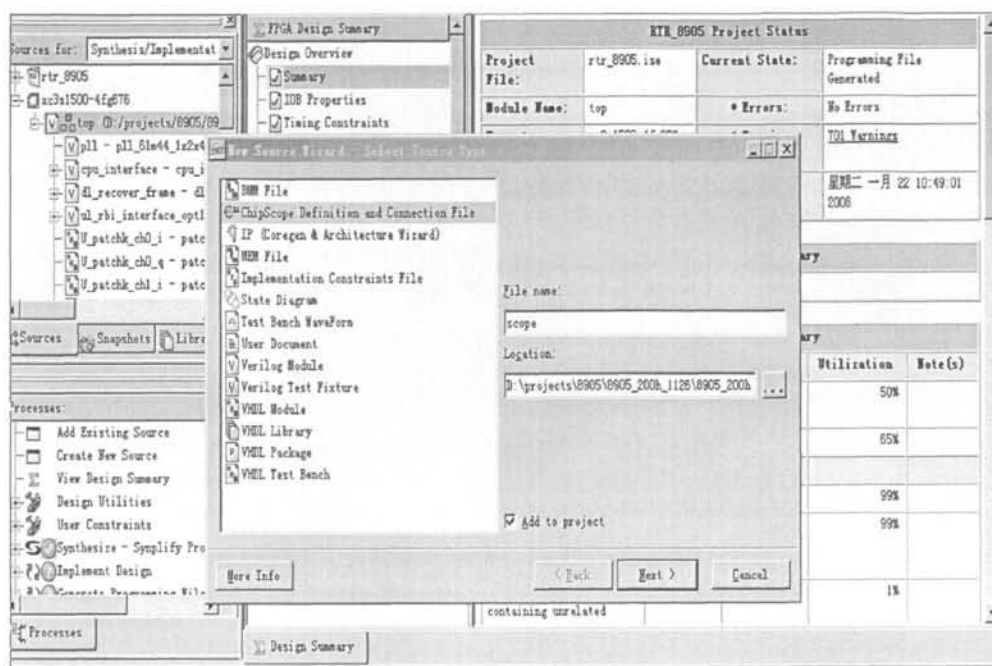 Sources for: Synthesis/Implementat
rtr_8905
xc3s1500-4fg676
top (D:/projects/8905/89
pll - pll_61m44_1x2x4
cpu_interface - cpu_i
dl_recover_frame - dl
ul_rbi_interface_opti
U_patchk_ch0_i - patc
U_patchk_ch0_q - patc
U_patchk_ch1_i - patc
Sources
Snapshots
Libre
Processes:
Add Existing Source
Create New Source
View Design Summary
Design Utilities
User Constraints
Synthesize - Synplify Pro
Implement Design
Generate Programming File
Processes
FPGA Design Summary
Design Overview
Summary
IOB Properties
Timing Constraints
RTR_8905 Project Status
Project File: rtr_8905.ise Current State: Programming File Generated
Module Name: top • Errors: No Errors
701 Warnings
星期二 一月 22 10:49:01 2008
New Source Wizard - Select Source Type
BMM File
ChipScope Definition and Connection File
IP (Coregen & Architecture Wizard)
MEM File
Implementation Constraints File
State Diagram
Test Bench WaveForm
User Document
Verilog Module
Verilog Test Fixture
VHDL Module
VHDL Library
VHDL Package
VHDL Test Bench
File name:
scope
Location:
D:\projects\8905\8905_200h_1126\8905_200h
...
Add to project
More Info
< Back
Next >
Cancel
ary
ary
Utilization Note(s)
50%
65%
99%
99%
1%
containing unrelated
Design Summary